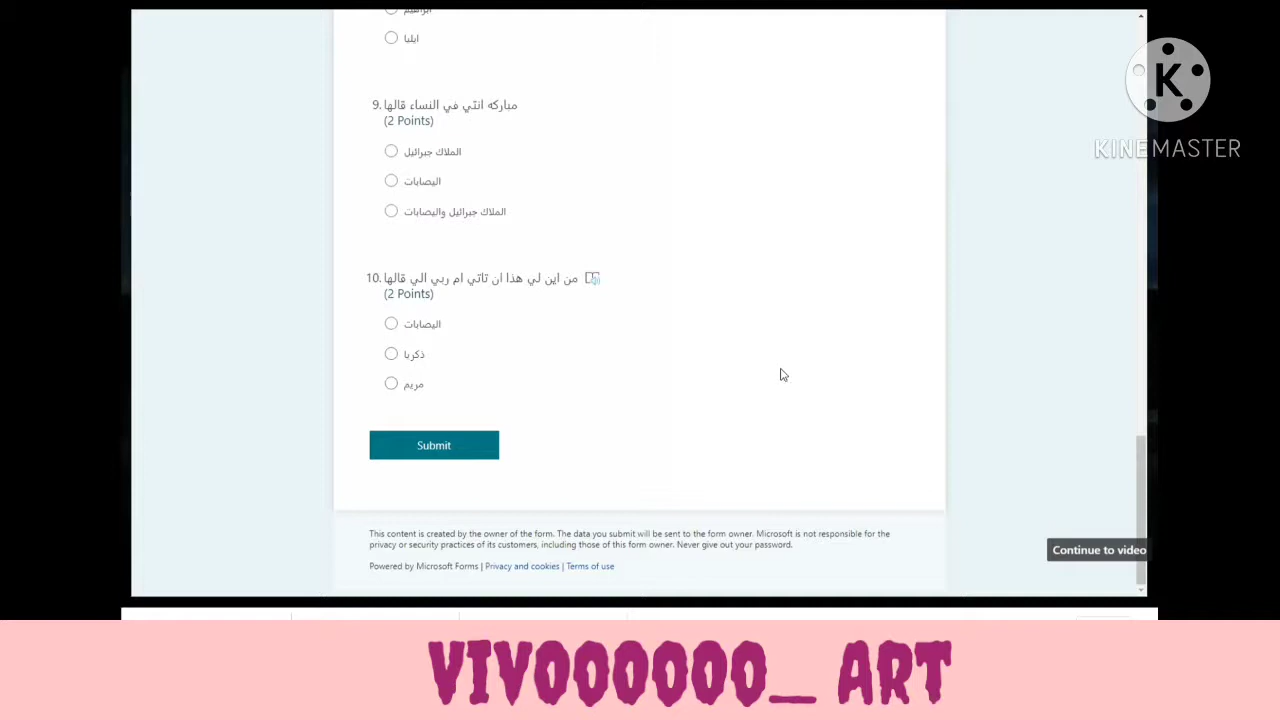 ابراهيم
ايليا
9. مباركه انتي في النساء قالها
(2 Points)
الملاك جبرائيل
اليصابات
الملاك جبرائيل واليصابات
10. من اين لي هذا ان تاتي ام ربي الي قالها
(2 Points)
اليصابات
ذكريا
مريم
Submit
This content is created by the owner of the form. The data you submit will be sent to the form owner. Microsoft is not responsible for the
privacy or security practices of its customers, including those of this form owner. Never give out your password.
Powered by Microsoft Forms | Privacy and cookies | Terms of use
K
KINEMASTER
Continue to video
VIVOOOOOO_ ART